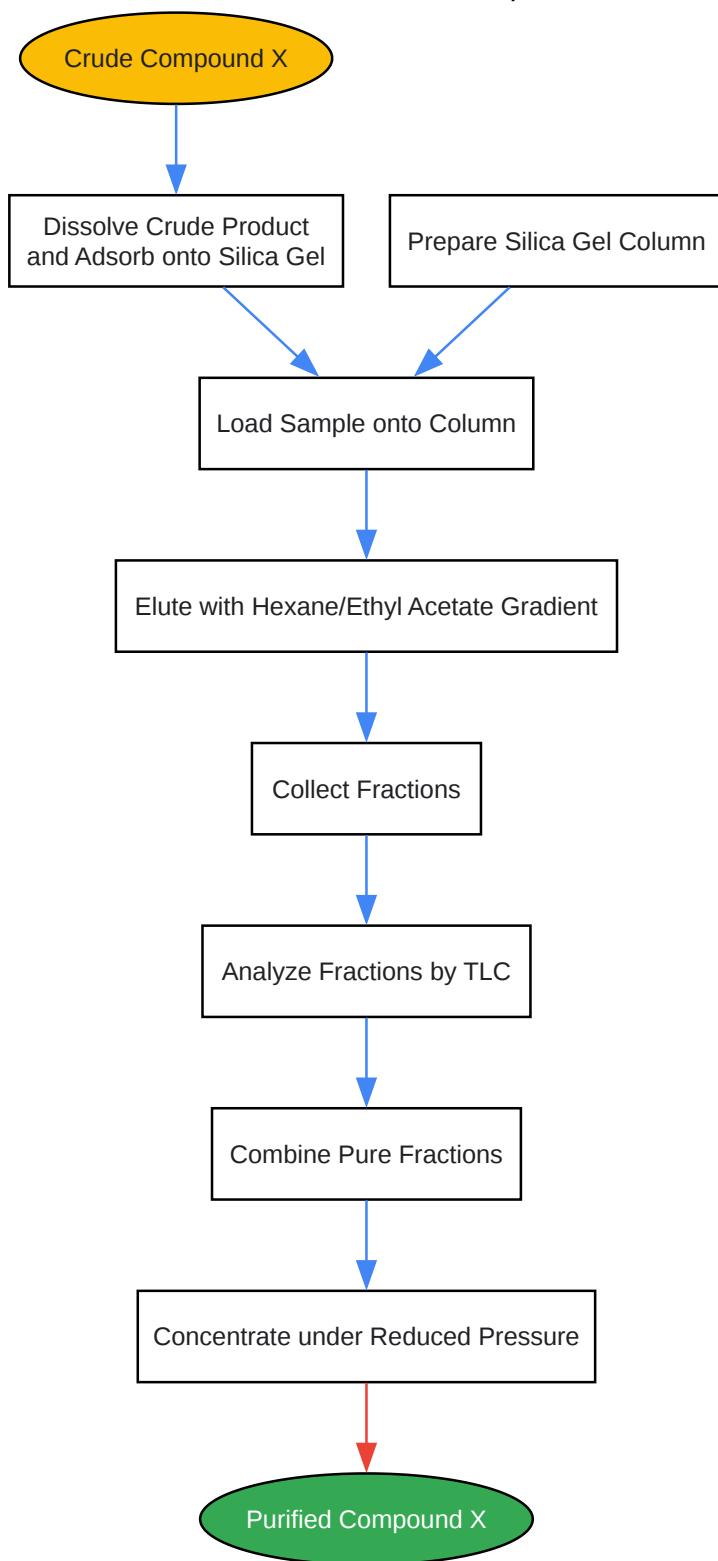 Crude Compound X
Dissolve Crude Product
and Adsorb onto Silica Gel
Prepare Silica Gel Column
Load Sample onto Column
Elute with Hexane/Ethyl Acetate Gradient
Collect Fractions
Analyze Fractions by TLC
Combine Pure Fractions
Concentrate under Reduced Pressure
Purified Compound X